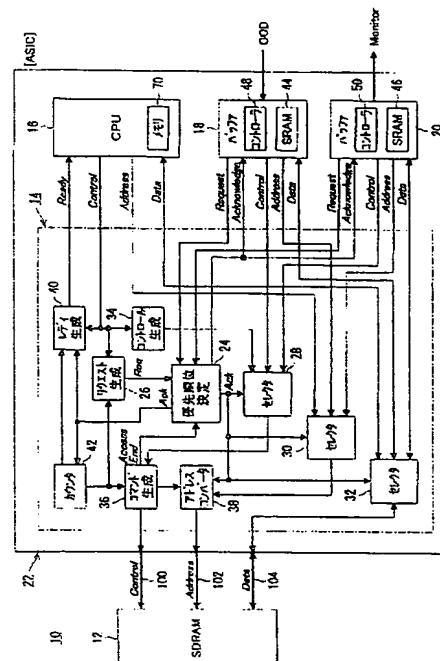 [ASIC]
10
12
SDRAM
22
Control
100
Address
102
Data
104
14
42
カウンタ
36
コマンド
生成
38
アドレス
コンバータ
Access
End
40
レディ
生成
リクエスト
生成
26
Req
Ack
34
コントロール
生成
24
優先順位
決定
Ack
28
セレクタ
30
セレクタ
32
セレクタ
Ready
Control
Address
Data
16
CPU
70
メモリ
Request
Acknowledge
Control
Address
Data
18
バッファ
48
コントローラ
44
SRAM
Request
Acknowledge
Control
Address
Data
20
バッファ
50
コントローラ
46
SRAM
Monitor